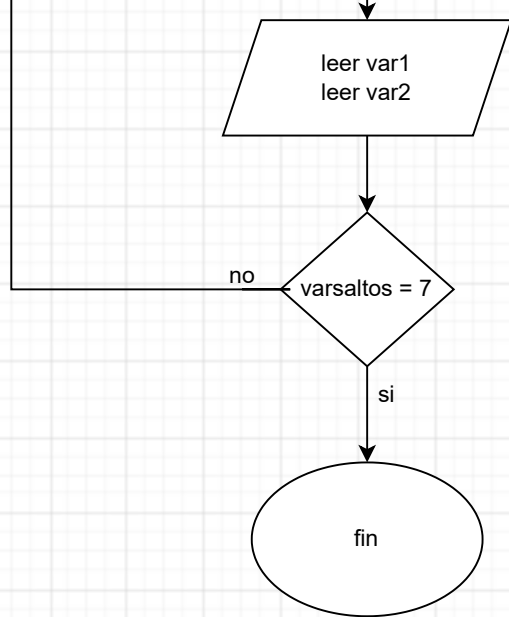 leer var1
leer var2
no
varsaltos = 7
si
fin